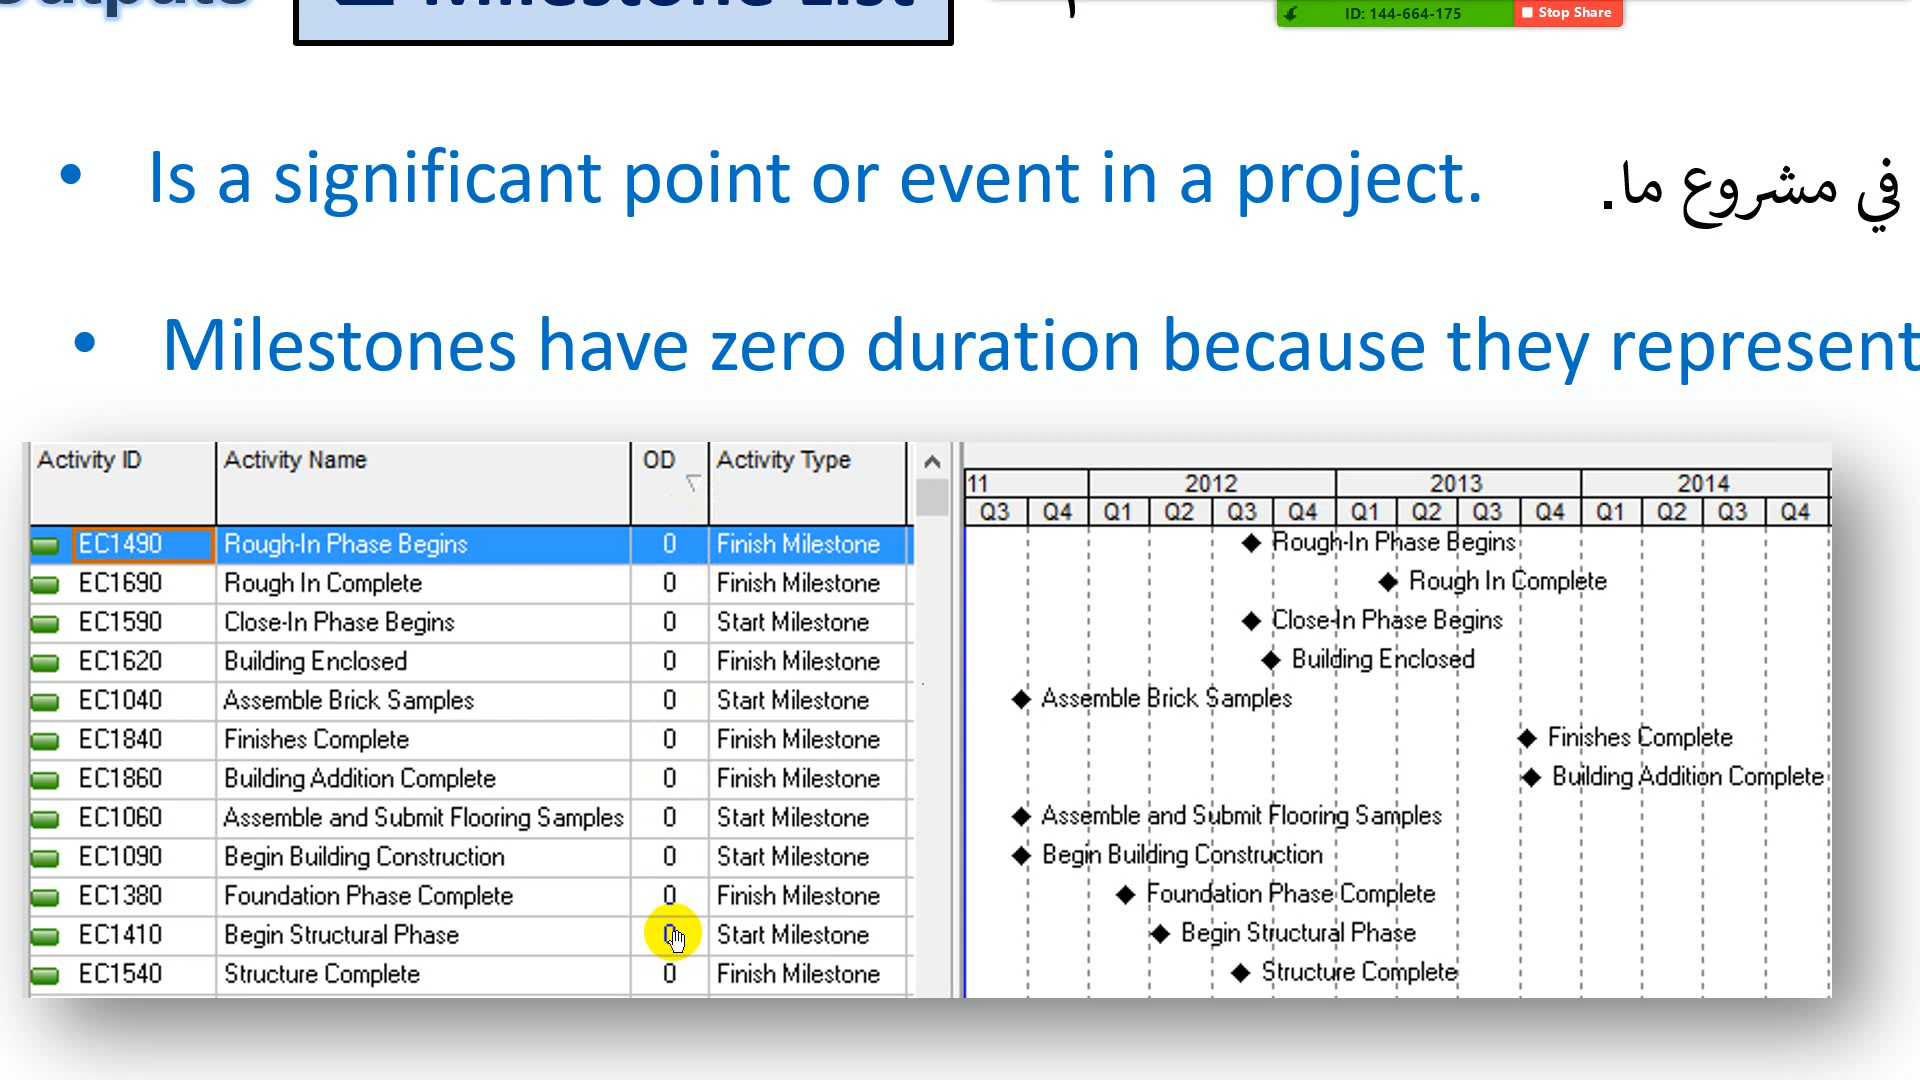 Outputs
Milestone List
ID: 144-664-175 Stop Share
• Is a significant point or event in a project.
في مشروع ما.
• Milestones have zero duration because they represent
Activity ID Activity Name OD Activity Type
11 2012 2013 2014
Q3 Q4 Q1 Q2 Q3 Q4 Q1 Q2 Q3 Q4 Q1 Q2 Q3 Q4
EC1490 Rough-In Phase Begins 0 Finish Milestone Rough-In Phase Begins
EC1690 Rough In Complete 0 Finish Milestone Rough In Complete
EC1590 Close-In Phase Begins 0 Start Milestone Close-In Phase Begins
EC1620 Building Enclosed 0 Finish Milestone Building Enclosed
EC1040 Assemble Brick Samples 0 Start Milestone Assemble Brick Samples
EC1840 Finishes Complete 0 Finish Milestone Finishes Complete
EC1860 Building Addition Complete 0 Finish Milestone Building Addition Complete
EC1060 Assemble and Submit Flooring Samples 0 Start Milestone Assemble and Submit Flooring Samples
EC1090 Begin Building Construction 0 Start Milestone Begin Building Construction
EC1380 Foundation Phase Complete 0 Finish Milestone Foundation Phase Complete
EC1410 Begin Structural Phase 0 Start Milestone Begin Structural Phase
EC1540 Structure Complete 0 Finish Milestone Structure Complete